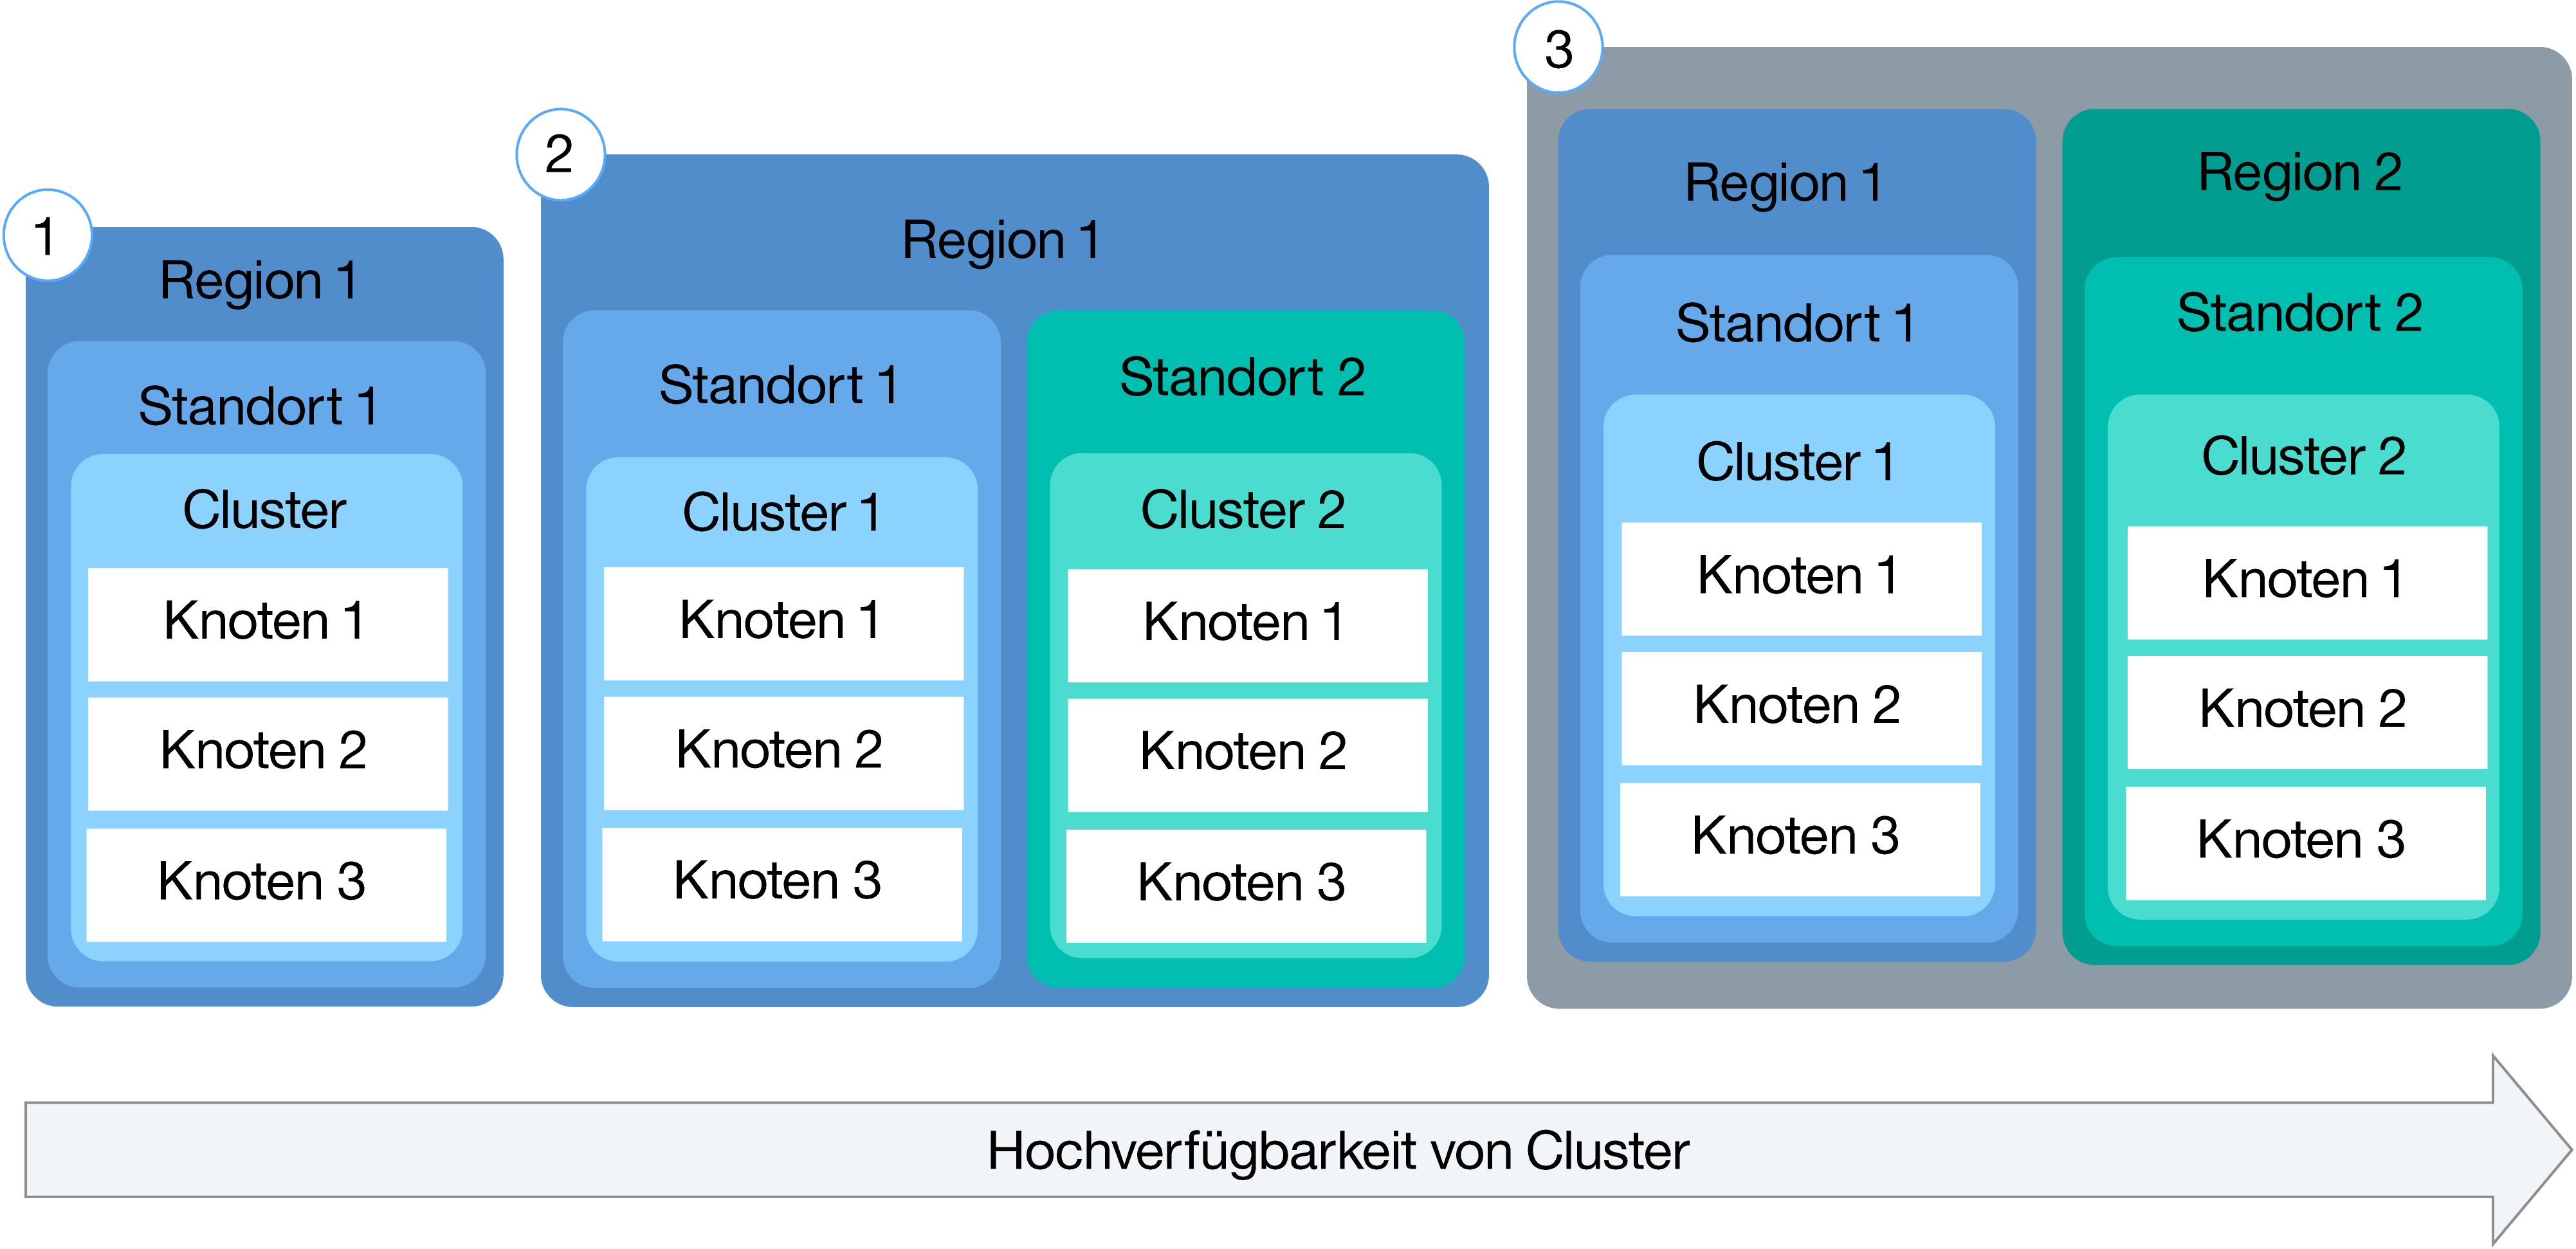 1
Region 1
Standort 1
Cluster
Knoten 1
Knoten 2
Knoten 3
2
Region 1
Standort 1
Cluster 1
Knoten 1
Knoten 2
Knoten 3
Standort 2
Cluster 2
Knoten 1
Knoten 2
Knoten 3
3
Region 1
Standort 1
Cluster 1
Knoten 1
Knoten 2
Knoten 3
Region 2
Standort 2
Cluster 2
Knoten 1
Knoten 2
Knoten 3
Hochverfügbarkeit von Cluster